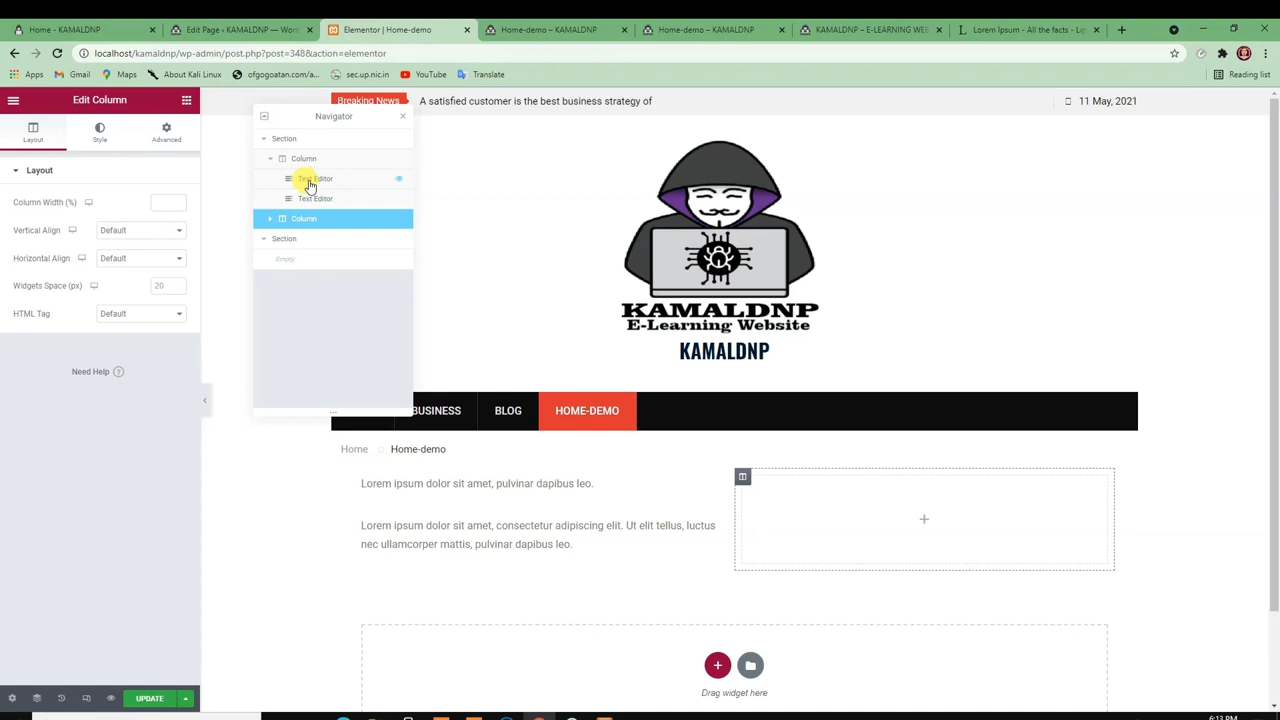 Home - KAMALDNP
Edit Page ‹ KAMALDNP — Word
Elementor | Home-demo
Home-demo – KAMALDNP
Home-demo – KAMALDNP
KAMALDNP – E-LEARNING WEB
Lorem Ipsum - All the facts - Lip
localhost/kamaldnp/wp-admin/post.php?post=348&action=elementor
Apps
Gmail
Maps
About Kali Linux
ofgogoatan.com/a...
sec.up.nic.in
YouTube
Translate
Reading list
Edit Column
Layout
Style
Advanced
Layout
Column Width (%)
Vertical Align
Default
Horizontal Align
Default
Widgets Space (px)
20
HTML Tag
Default
Need Help
UPDATE
Navigator
Section
Column
Text Editor
Text Editor
Column
Section
Empty
Breaking News
A satisfied customer is the best business strategy of
11 May, 2021
KAMALDNP
E-Learning Website
KAMALDNP
BUSINESS
BLOG
HOME-DEMO
Home
Home-demo
Lorem ipsum dolor sit amet, pulvinar dapibus leo.
Lorem ipsum dolor sit amet, consectetur adipiscing elit. Ut elit tellus, luctus
nec ullamcorper mattis, pulvinar dapibus leo.
Drag widget here
6:13 PM